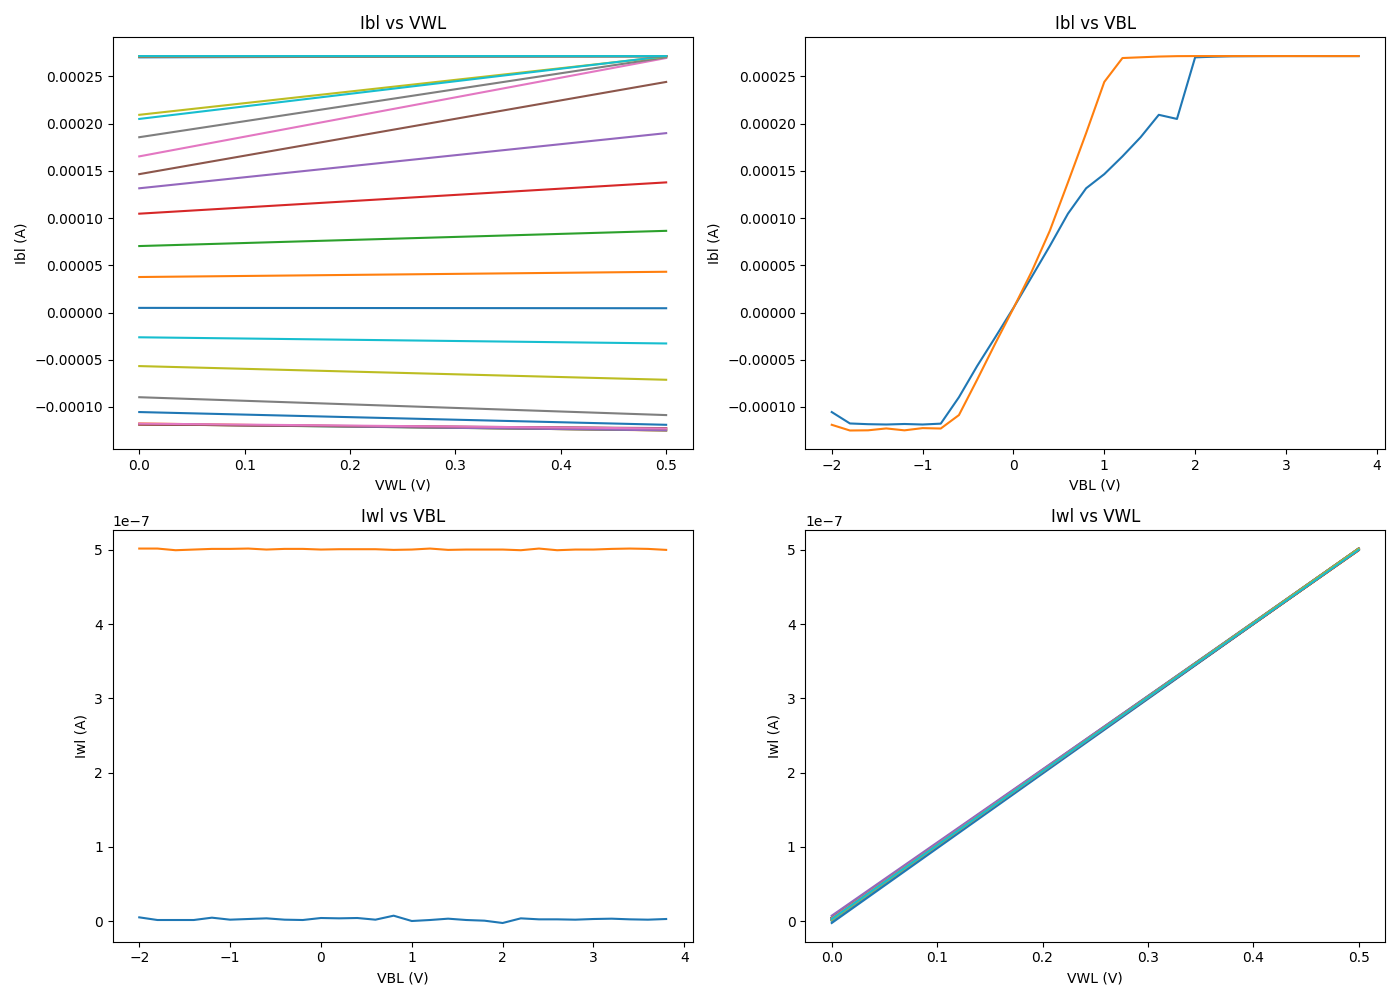 Ibl vs VWL
Ibl (A)
0.00025
0.00020
0.00015
0.00010
0.00005
0.00000
−0.00005
−0.00010
0.0 0.1 0.2 0.3 0.4 0.5
VWL (V)
Ibl vs VBL
Ibl (A)
0.00025
0.00020
0.00015
0.00010
0.00005
0.00000
−0.00005
−0.00010
−2 −1 0 1 2 3 4
VBL (V)
Iwl vs VBL
1e−7
Iwl (A)
5
4
3
2
1
0
−2 −1 0 1 2 3 4
VBL (V)
Iwl vs VWL
1e−7
Iwl (A)
5
4
3
2
1
0
0.0 0.1 0.2 0.3 0.4 0.5
VWL (V)